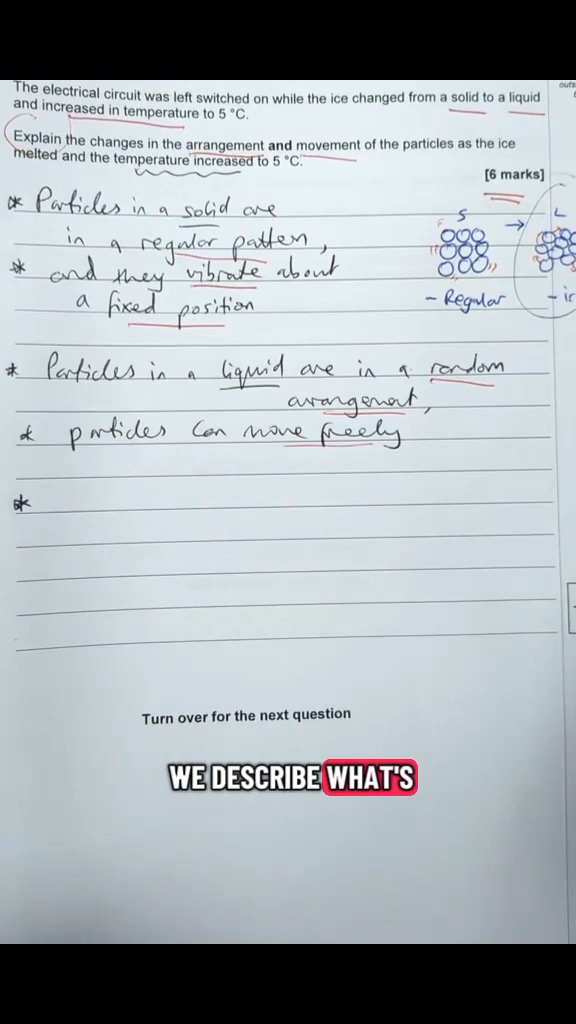 outs
The electrical circuit was left switched on while the ice changed from a solid to a liquid
and increased in temperature to 5 °C.
Explain the changes in the arrangement and movement of the particles as the ice
melted and the temperature increased to 5 °C.
[6 marks]
* Particles in a solid are
in a regular patten,
* and they vibrate about
a fixed position
S → L
- Regular - ir
* Particles in a liquid are in a random
arangemat,
* particles can move freely
*
Turn over for the next question
WE DESCRIBE WHAT'S